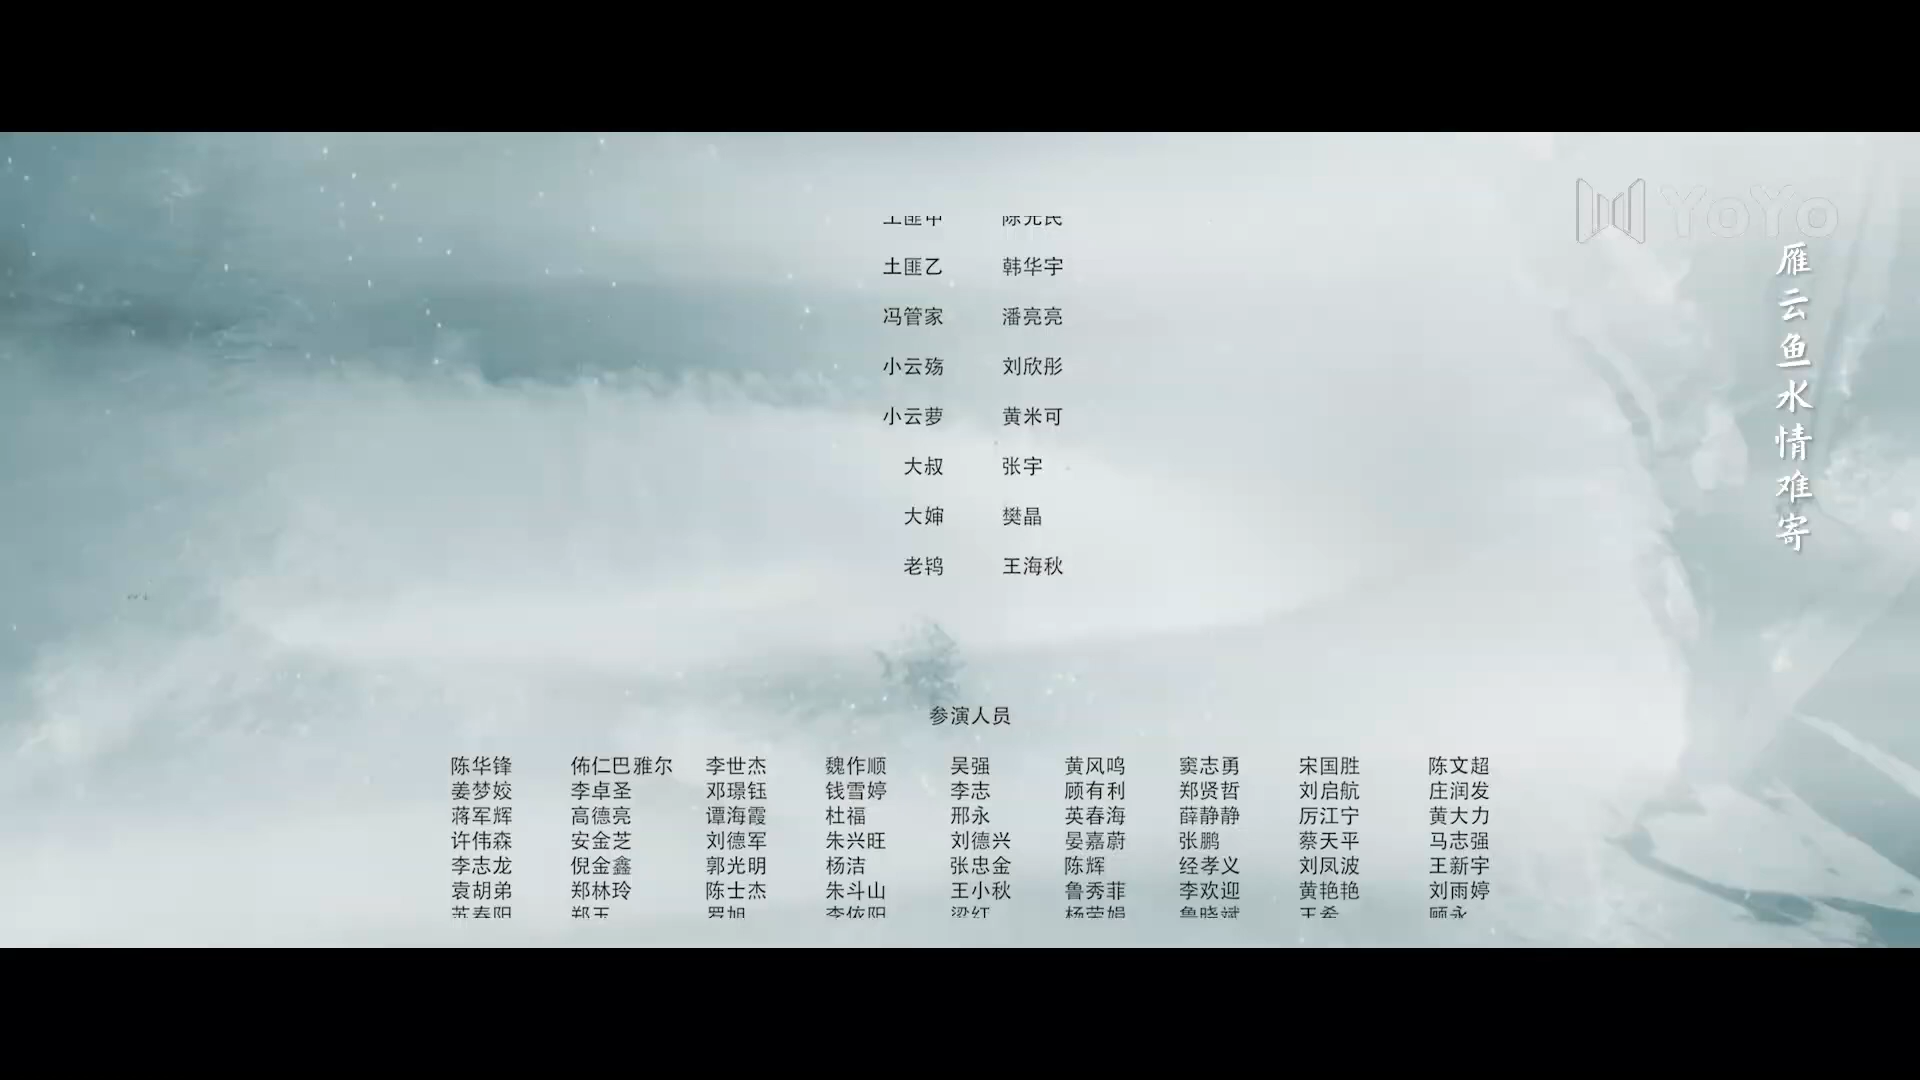 YoYo
土匪乙 韩华宇
冯管家 潘亮亮
小云殇 刘欣彤
小云萝 黄米可
大叔 张宇
大婶 樊晶
老鸨 王海秋
雁云鱼水情难寄
参演人员
陈华锋 佈仁巴雅尔 李世杰 魏作顺 吴强 黄风鸣 窦志勇 宋国胜 陈文超
姜梦姣 李卓圣 邓璟钰 钱雪婷 李志 顾有利 郑贤哲 刘启航 庄润发
蒋军辉 高德亮 谭海霞 杜福 邢永 英春海 薛静静 厉江宁 黄大力
许伟森 安金芝 刘德军 朱兴旺 刘德兴 晏嘉蔚 张鹏 蔡天平 马志强
李志龙 倪金鑫 郭光明 杨洁 张忠金 陈辉 经孝义 刘凤波 王新宇
袁胡弟 郑林玲 陈士杰 朱斗山 王小秋 鲁秀菲 李欢迎 黄艳艳 刘雨婷